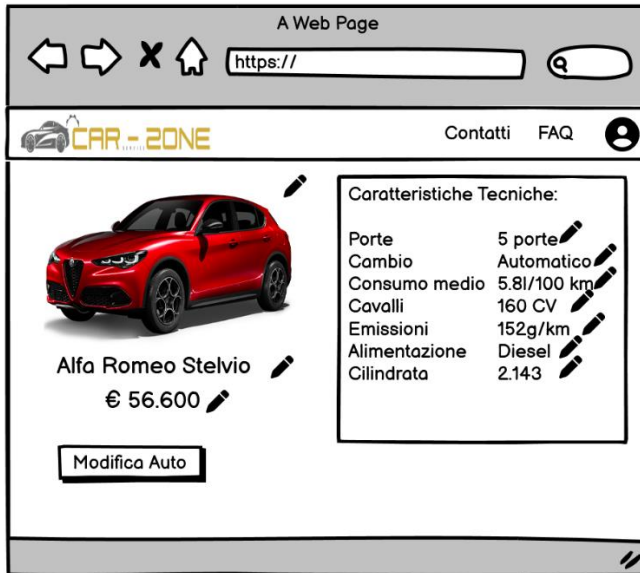 A Web Page
https://
CAR - ZONE
SERVICE
Contatti FAQ
Caratteristiche Tecniche:
Porte 5 porte
Cambio Automatico
Consumo medio 5.8l/100 km
Cavalli 160 CV
Emissioni 152g/km
Alimentazione Diesel
Cilindrata 2.143
Alfa Romeo Stelvio
€ 56.600
Modifica Auto